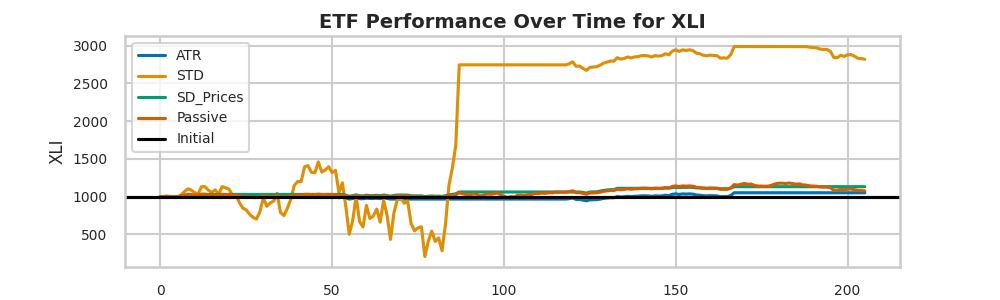 ETF Performance Over Time for XLI
3000
2500
2000
1500
1000
500
XLI
ATR
STD
SD_Prices
Passive
Initial
0
50
100
150
200